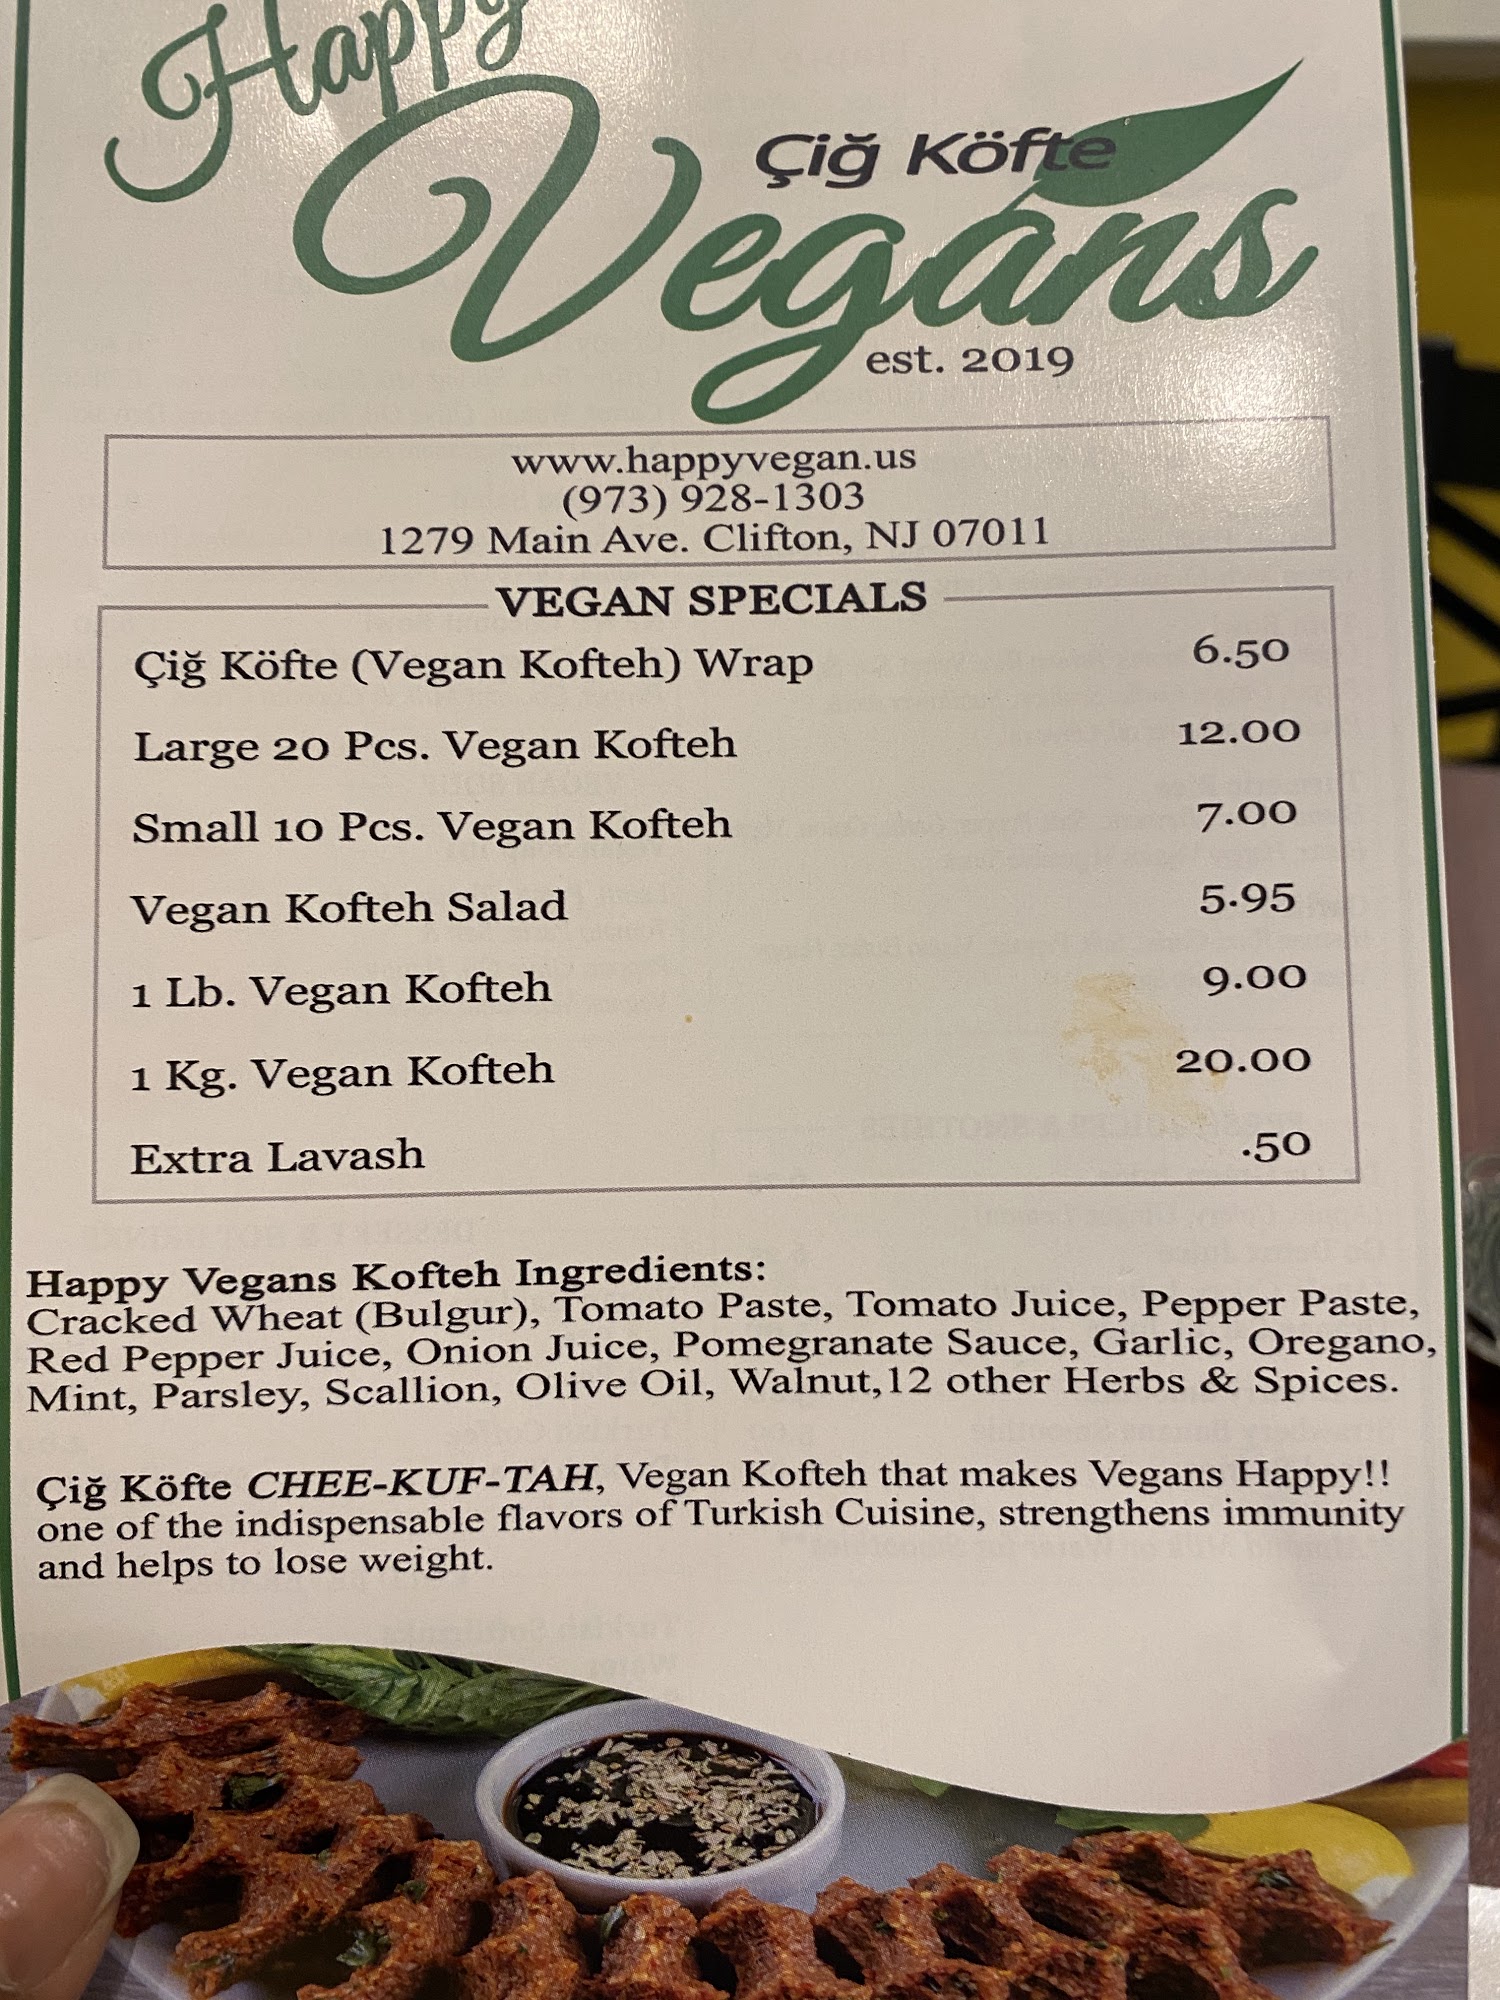 Happy
Çiğ Köfte
Vegans
est. 2019
www.happyvegan.us
(973) 928-1303
1279 Main Ave. Clifton, NJ 07011
VEGAN SPECIALS
Çiğ Köfte (Vegan Kofteh) Wrap 6.50
Large 20 Pcs. Vegan Kofteh 12.00
Small 10 Pcs. Vegan Kofteh 7.00
Vegan Kofteh Salad 5.95
1 Lb. Vegan Kofteh 9.00
1 Kg. Vegan Kofteh 20.00
Extra Lavash .50
Happy Vegans Kofteh Ingredients:
Cracked Wheat (Bulgur), Tomato Paste, Tomato Juice, Pepper Paste,
Red Pepper Juice, Onion Juice, Pomegranate Sauce, Garlic, Oregano,
Mint, Parsley, Scallion, Olive Oil, Walnut,12 other Herbs & Spices.
Çiğ Köfte CHEE-KUF-TAH, Vegan Kofteh that makes Vegans Happy!!
one of the indispensable flavors of Turkish Cuisine, strengthens immunity
and helps to lose weight.